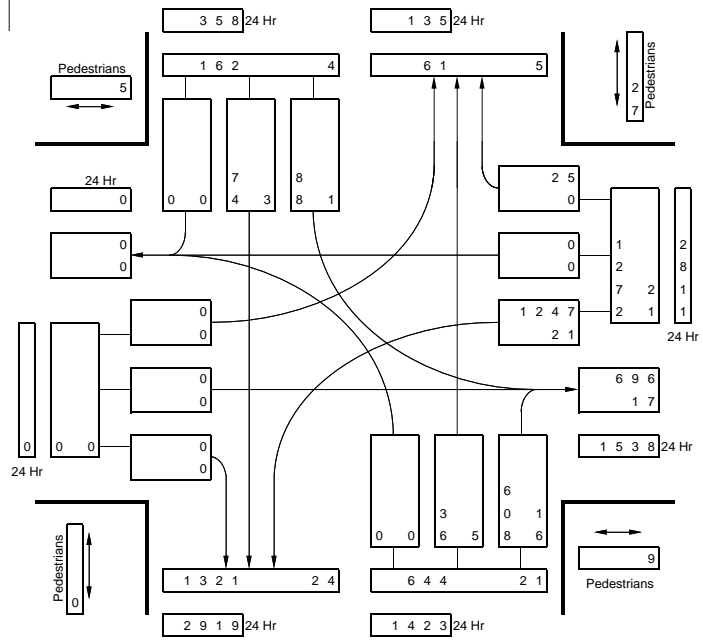 3 5 8 24 Hr
1 3 5 24 Hr
1 6 2 4
6 1 5
Pedestrians
5
2
7
Pedestrians
24 Hr
0
0 0
7
4 3
8
8 1
2 5
0
0
0
0
0
1
2
7 2
2 1
2
8
1
1
24 Hr
0
0
1 2 4 7
2 1
0
0
6 9 6
1 7
0
24 Hr
0 0
0
0
1 5 3 8 24 Hr
0 0
3
6 5
6
0 1
8 6
Pedestrians
0
9
Pedestrians
1 3 2 1 2 4
6 4 4 2 1
2 9 1 9 24 Hr
1 4 2 3 24 Hr